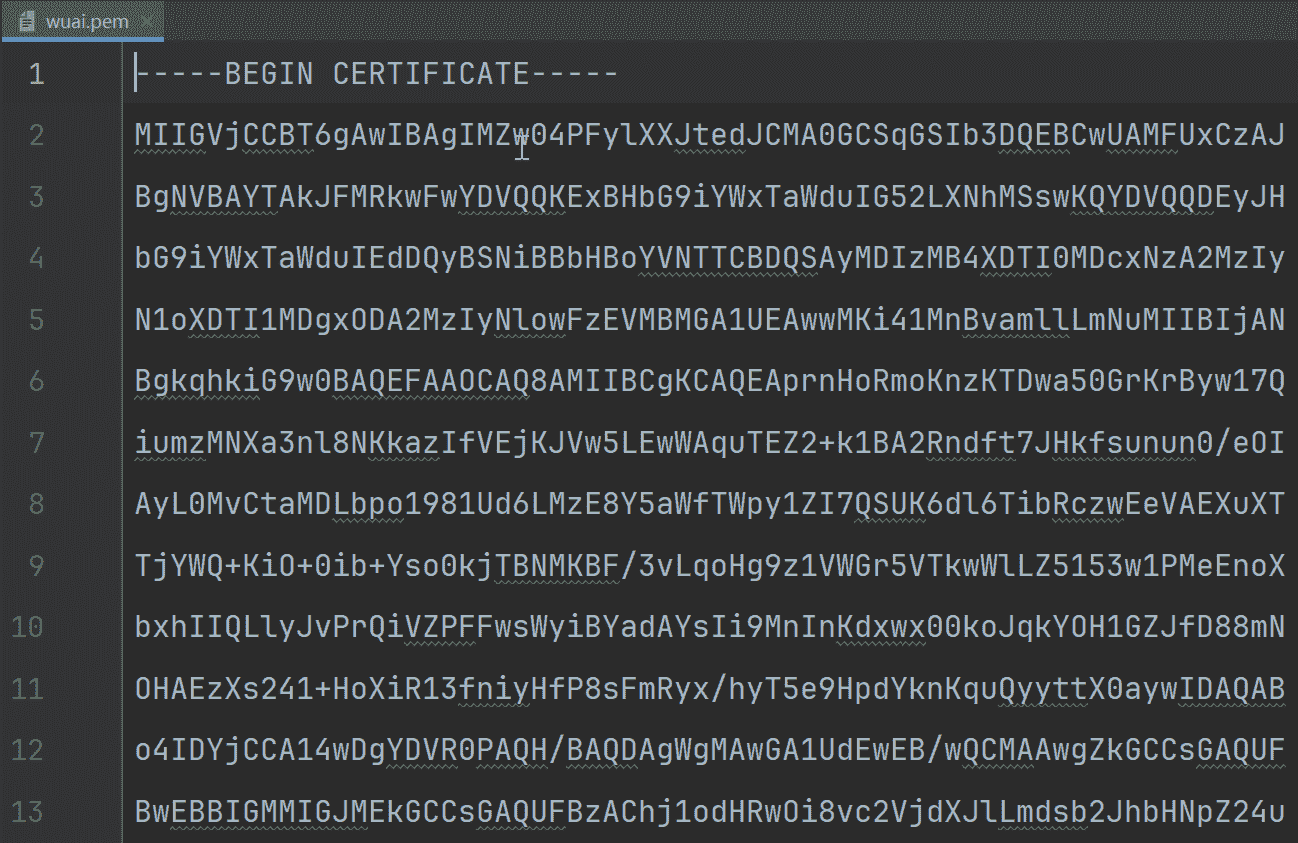 wuai.pem
1 -----BEGIN CERTIFICATE-----
2 MIIGVjCCBT6gAwIBAgIMZw04PFylXXJtedJCMA0GCSqGSIb3DQEBCwUAMFUxCzAJ
3 BgNVBAYTAkJFMRkwFwYDVQQKExBHbG9iYWxTaWduIG52LXNhMSswKQYDVQQDEyJH
4 bG9iYWxTaWduIEdDQyBSNiBBbHBoYVNTTCBDQSAyMDIzMB4XDTI0MDcxNzA2MzIy
5 N1oXDTI1MDgxODA2MzIyNlowFzEVMBMGA1UEAwwMKi41MnBvamllLmNuMIIBIjAN
6 BgkqhkiG9w0BAQEFAAOCAQ8AMIIBCgKCAQEAprnHoRmoKnzKTDwa50GrKrByw17Q
7 iumzMNXa3nl8NKkazIfVEjKJVw5LEwWAquTEZ2+k1BA2Rndft7JHkfsunun0/eOI
8 AyL0MvCtaMDLbpo1981Ud6LMzE8Y5aWfTWpy1ZI7QSUK6dl6TibRczwEeVAEXuXT
9 TjYWQ+KiO+0ib+Yso0kjTBNMKBF/3vLqoHg9z1VWGr5VTkwWlLZ5153w1PMeEnoX
10 bxhIIQLlyJvPrQiVZPFFwsWyiBYadAYsIi9MnInKdxwx00koJqkYOH1GZJfD88mN
11 OHAEzXs241+HoXiR13fniyHfP8sFmRyx/hyT5e9HpdYknKquQyyttX0aywIDAQAB
12 o4IDYjCCA14wDgYDVR0PAQH/BAQDAgWgMAwGA1UdEwEB/wQCMAAwgZkGCCsGAQUF
13 BwEBBIGMMIGJMEkGCCsGAQUFBzAChj1odHRwOi8vc2VjdXJlLmdsb2JhbHNpZ24u